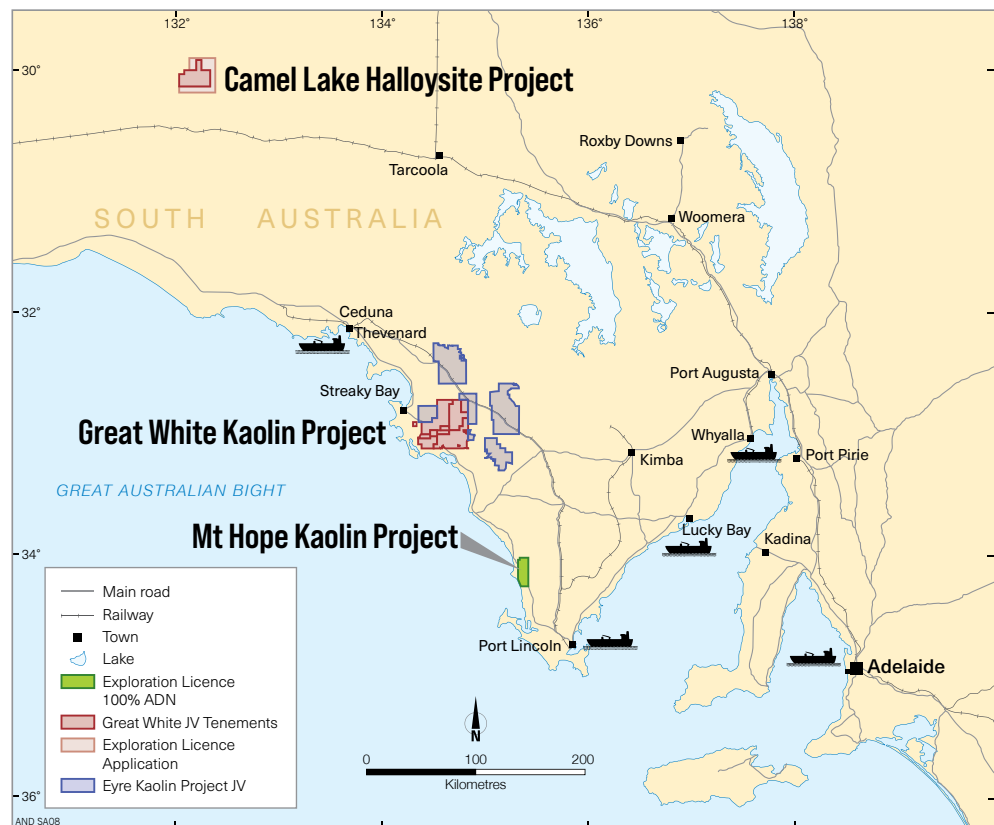 132°
134°
136°
138°
30°
Camel Lake Halloysite Project
Roxby Downs
Tarcoola
SOUTH AUSTRALIA
Woomera
32°
Ceduna
Thevenard
Port Augusta
Streaky Bay
Great White Kaolin Project
Whyalla
Port Pirie
Kimba
GREAT AUSTRALIAN BIGHT
Mt Hope Kaolin Project
Lucky Bay
Kadina
34°
Main road
Railway
Town
Lake
Exploration Licence
100% ADN
Great White JV Tenements
Exploration Licence
Application
Eyre Kaolin Project JV
Port Lincoln
Adelaide
N
0 100 200
Kilometres
36°
AND SA08